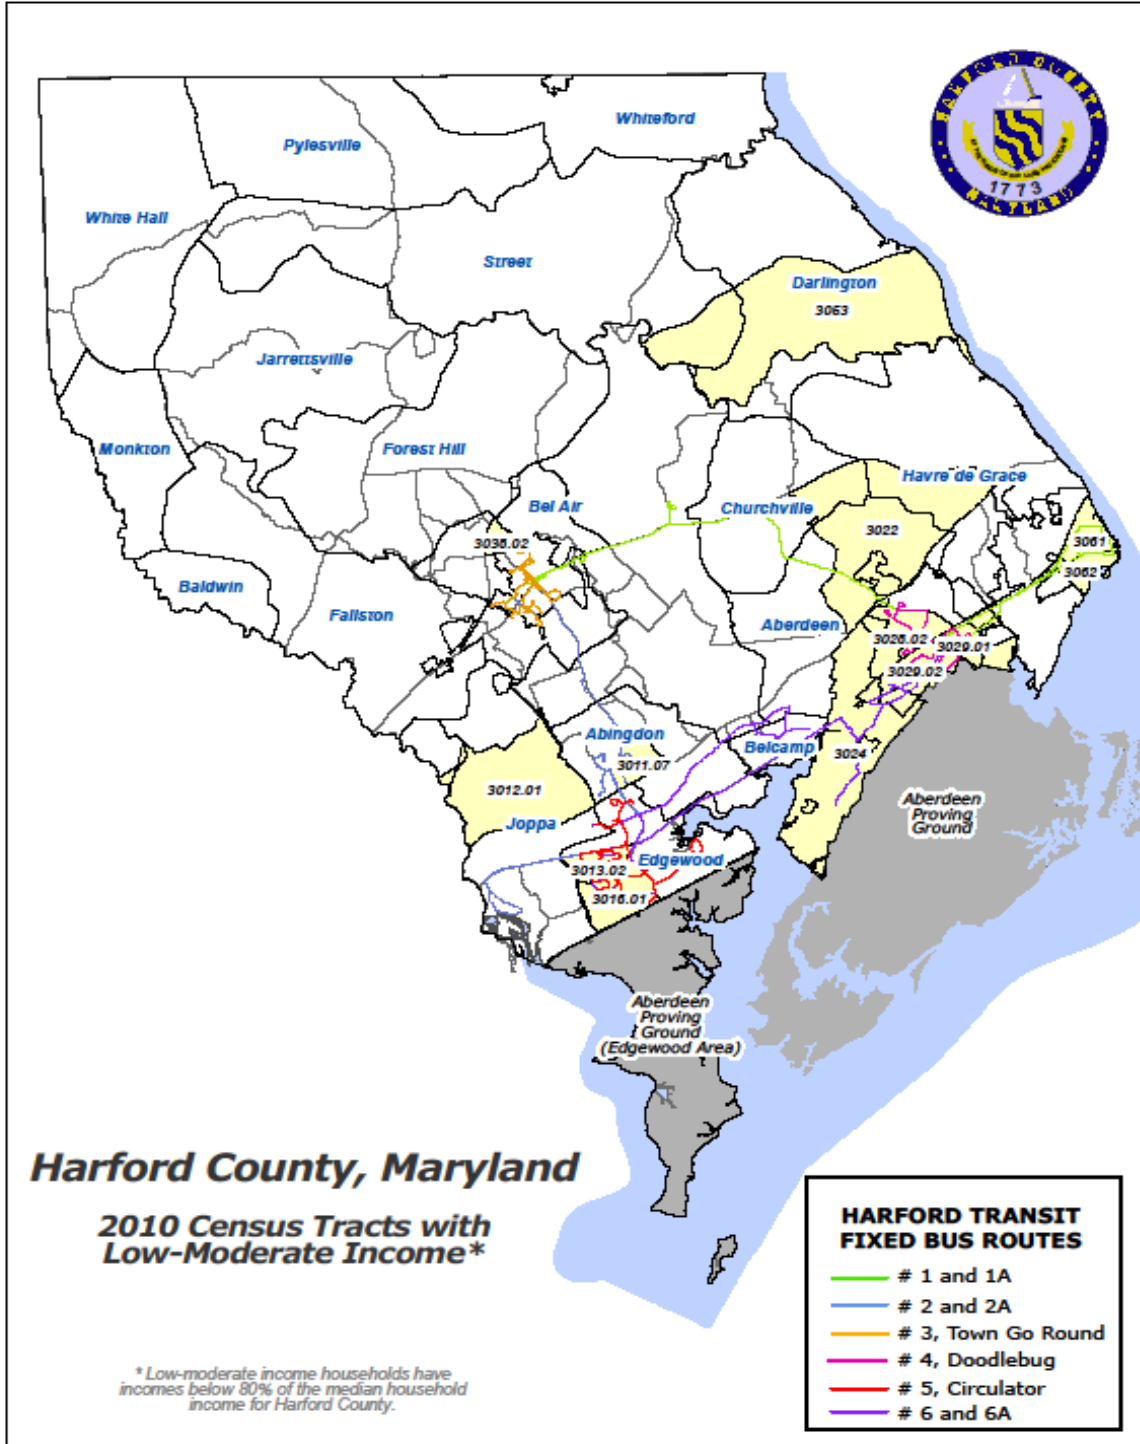 HARFORD COUNTY
1773
MARYLAND
Whiteford
Pylesville
White Hall
Street
Darlington
3063
Jarrettsville
Monkton
Forest Hill
Havre de Grace
Bel Air
Churchville
3022
3036.02
3061
3062
Baldwin
Fallston
Aberdeen
3028.02
3029.01
3029.02
Abingdon
Belcamp
3024
3011.07
3012.01
Aberdeen
Proving
Ground
Joppa
Edgewood
3013.02
3016.01
Aberdeen
Proving
Ground
(Edgewood Area)
Harford County, Maryland
2010 Census Tracts with
Low-Moderate Income*
* Low-moderate income households have
incomes below 80% of the median household
income for Harford County.
HARFORD TRANSIT
FIXED BUS ROUTES
# 1 and 1A
# 2 and 2A
# 3, Town Go Round
# 4, Doodlebug
# 5, Circulator
# 6 and 6A